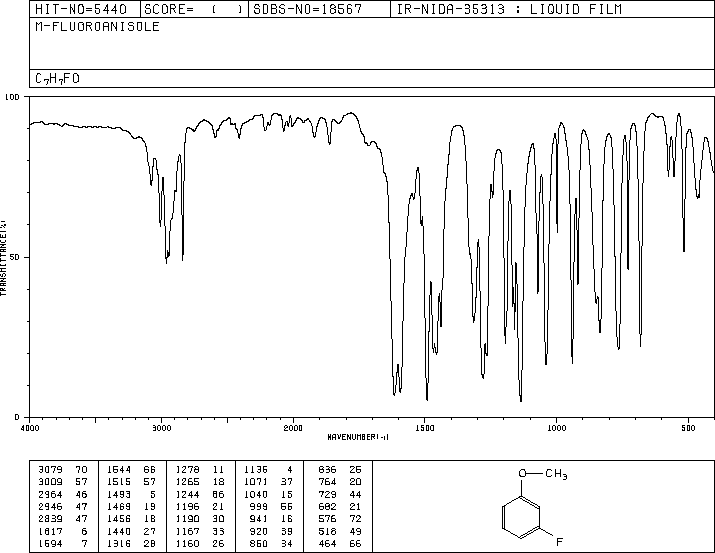 HIT-NO=5440 SCORE= ( ) SDBS-NO=18567 IR-NIDA-35313 : LIQUID FILM
M-FLUOROANISOLE
C7H7FO
100
50
0
TRANSMITTANCE(%)
4000 3000 2000 1500 1000 500
WAVENUMBER(-1)
3079 70 1544 66 1278 11 1136 4 836 25
3009 57 1515 57 1265 18 1071 37 764 20
2964 46 1493 5 1244 66 1040 15 729 44
2946 47 1469 19 1196 21 999 55 682 21
2839 47 1456 18 1190 30 941 16 576 72
1617 6 1440 27 1167 33 920 39 518 49
1594 7 1316 28 1160 26 850 34 464 66
O CH3
F